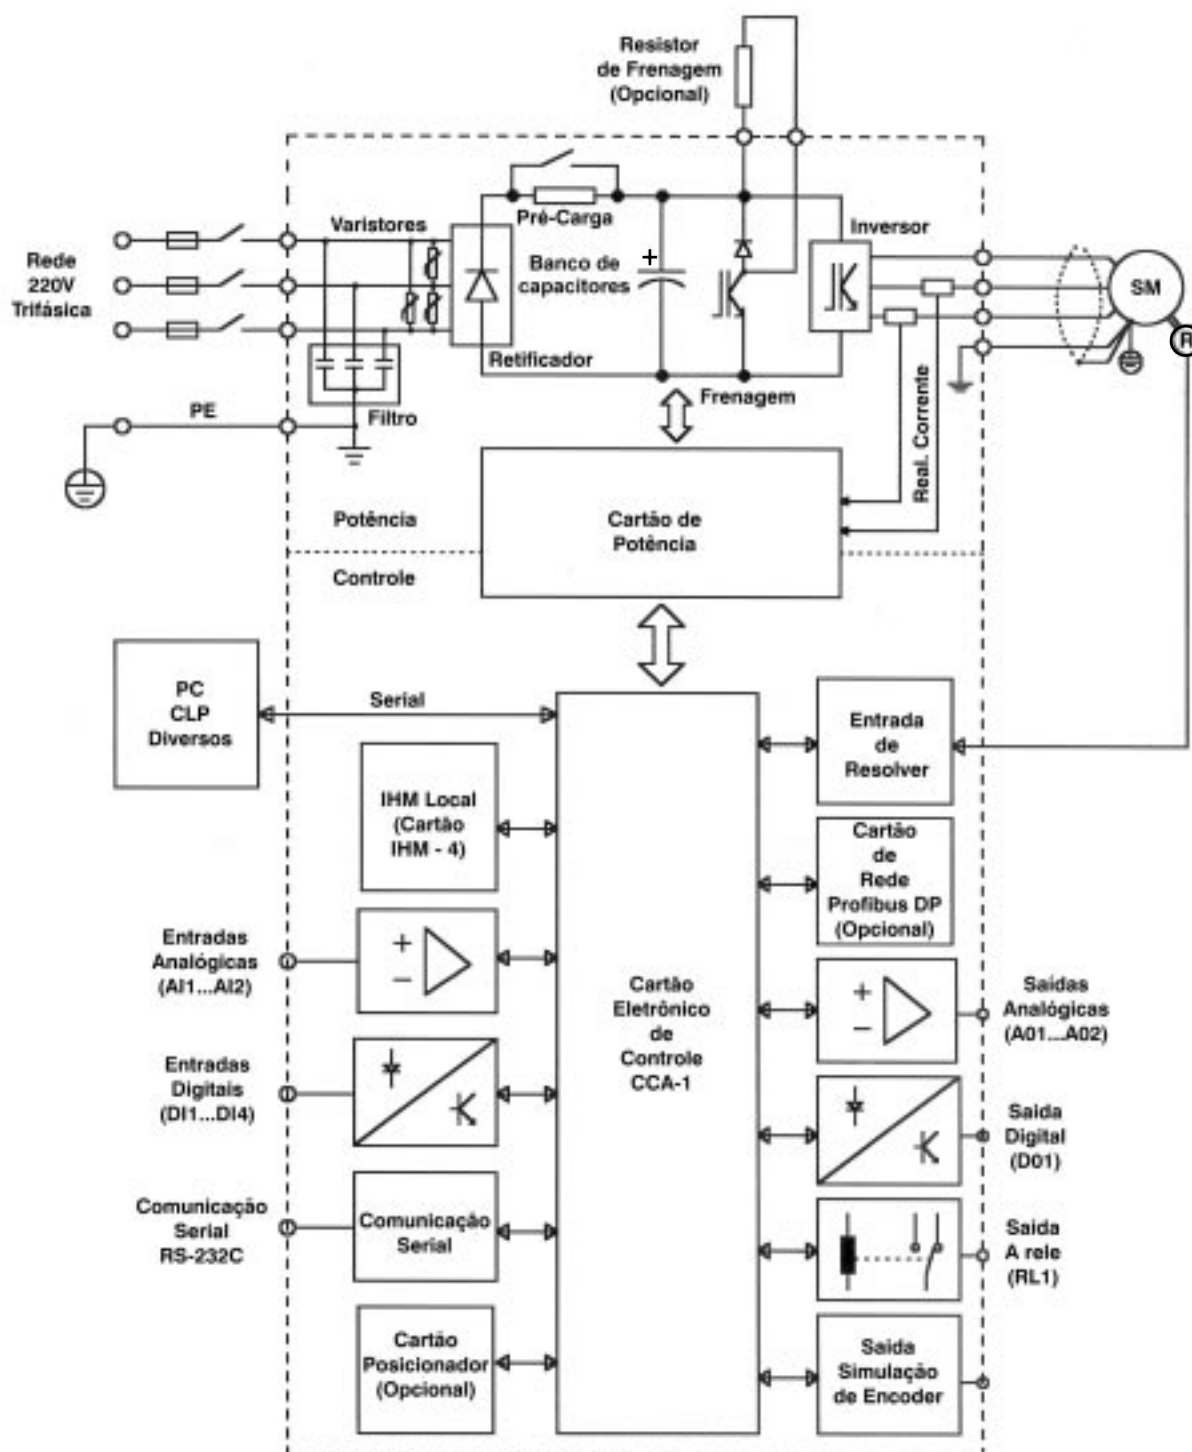 Resistor
de Frenagem
(Opcional)
Varistores
Pré-Carga
Inversor
Rede
220V
Trifásica
+
Banco de
capacitores
SM
R
Retificador
Frenagem
PE
Filtro
Real. Corrente
Potência
Cartão de
Potência
Controle
PC
CLP
Diversos
Serial
Entrada
de
Resolver
IHM Local
(Cartão
IHM - 4)
Cartão
de
Rede
Profibus DP
(Opcional)
Entradas
Analógicas
(AI1...AI2)
+
−
Cartão
Eletrônico
de
Controle
CCA-1
+
−
Saídas
Analógicas
(A01...A02)
Entradas
Digitais
(DI1...DI4)
Saida
Digital
(D01)
Comunicação
Serial
RS-232C
Comunicação
Serial
Saida
A rele
(RL1)
Cartão
Posicionador
(Opcional)
Saida
Simulação
de Encoder